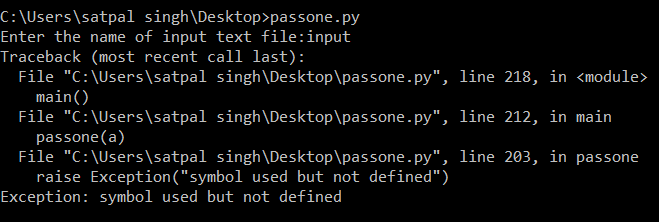 C:\Users\satpal singh\Desktop>passone.py
Enter the name of input text file:input
Traceback (most recent call last):
  File "C:\Users\satpal singh\Desktop\passone.py", line 218, in <module>
    main()
  File "C:\Users\satpal singh\Desktop\passone.py", line 212, in main
    passone(a)
  File "C:\Users\satpal singh\Desktop\passone.py", line 203, in passone
    raise Exception("symbol used but not defined")
Exception: symbol used but not defined